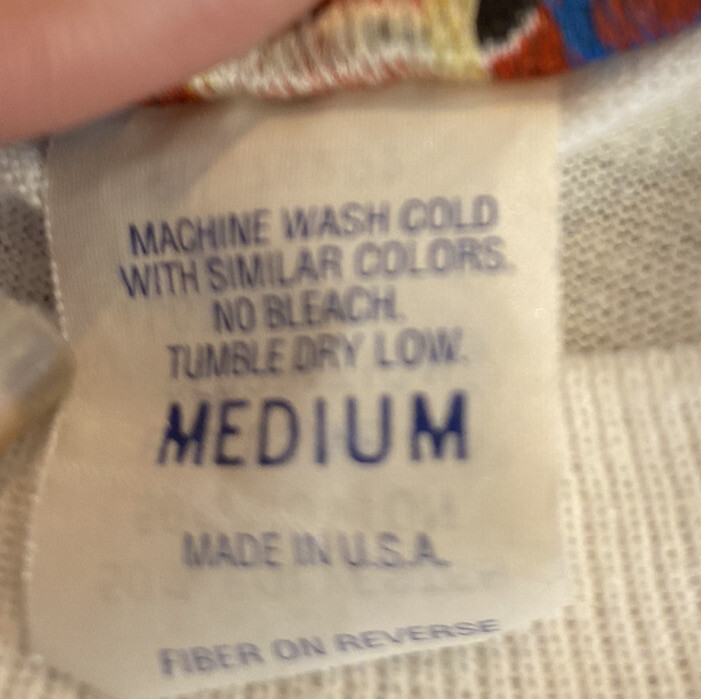 MACHINE WASH COLD
WITH SIMILAR COLORS.
NO BLEACH.
TUMBLE DRY LOW.
MEDIUM
MADE IN U.S.A.
FIBER ON REVERSE